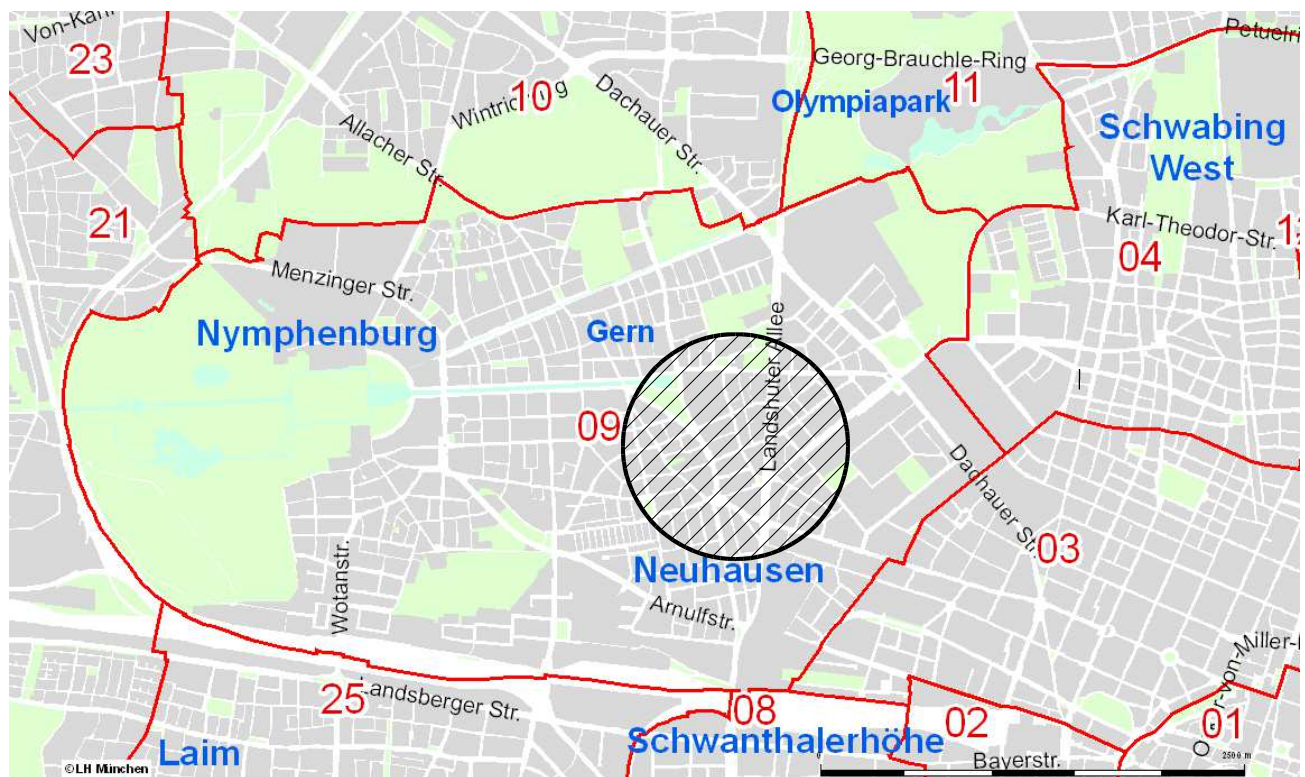 Georg-Brauchle-Ring
23
10
11
Wintrich
Dachauer Str.
Olympiapark
Schwabing
West
Allacher Str.
21
Karl-Theodor-Str.
04
Menzinger Str.
Nymphenburg
Gern
Landshuter Allee
09
Dachauer Str.
03
Neuhausen
Wotanstr.
Arnulfstr.
25
Landsberger Str.
08
02
01
Laim
Schwanthalerhöhe
Bayerstr.
0
2500 m
©LH München